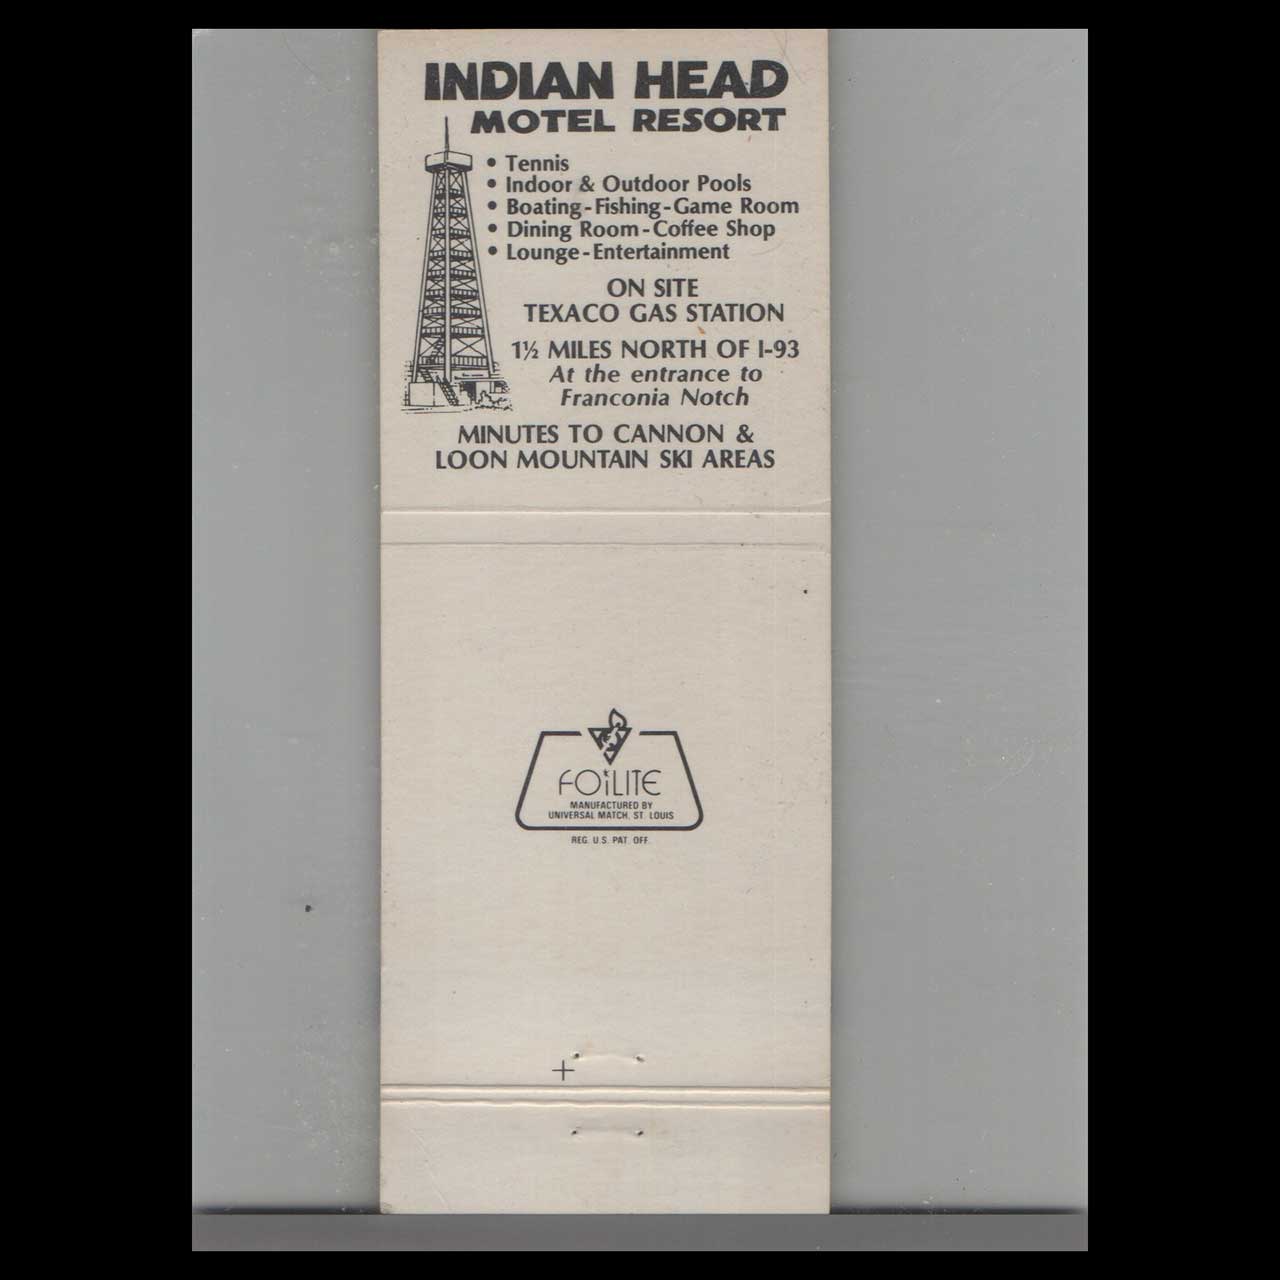 INDIAN HEAD
MOTEL RESORT
• Tennis
• Indoor & Outdoor Pools
• Boating-Fishing-Game Room
• Dining Room-Coffee Shop
• Lounge-Entertainment
ON SITE
TEXACO GAS STATION
1½ MILES NORTH OF I-93
At the entrance to
Franconia Notch
MINUTES TO CANNON &
LOON MOUNTAIN SKI AREAS
FOiLITE
MANUFACTURED BY
UNIVERSAL MATCH, ST. LOUIS
REG. U.S. PAT. OFF.